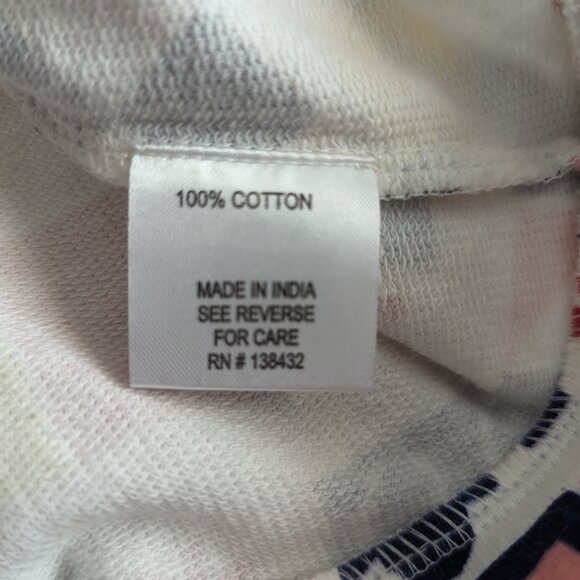 100% COTTON
MADE IN INDIA
SEE REVERSE
FOR CARE
RN # 138432